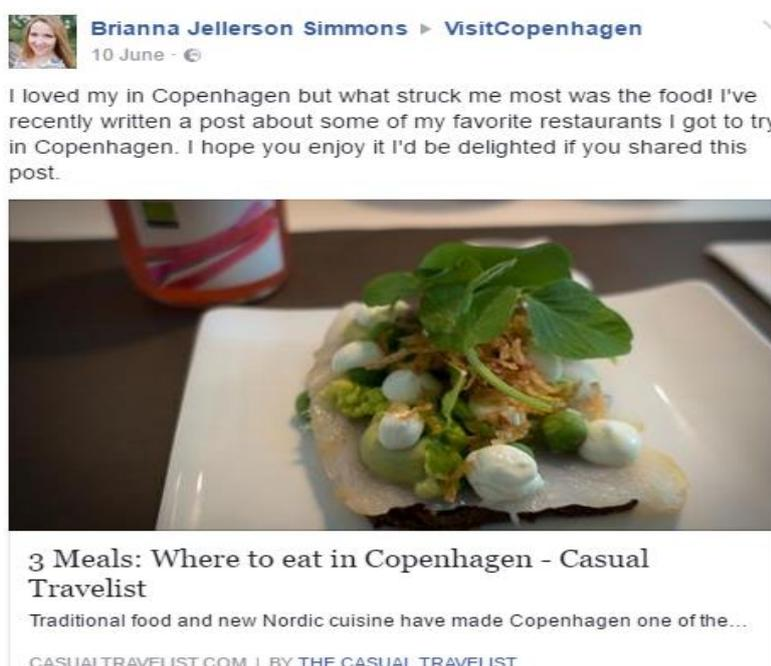 Brianna Jellerson Simmons ▸ VisitCopenhagen
10 June ·
I loved my in Copenhagen but what struck me most was the food! I've
recently written a post about some of my favorite restaurants I got to try
in Copenhagen. I hope you enjoy it I'd be delighted if you shared this
post.
3 Meals: Where to eat in Copenhagen - Casual
Travelist
Traditional food and new Nordic cuisine have made Copenhagen one of the...
CASUALTRAVELIST.COM | BY THE CASUAL TRAVELIST